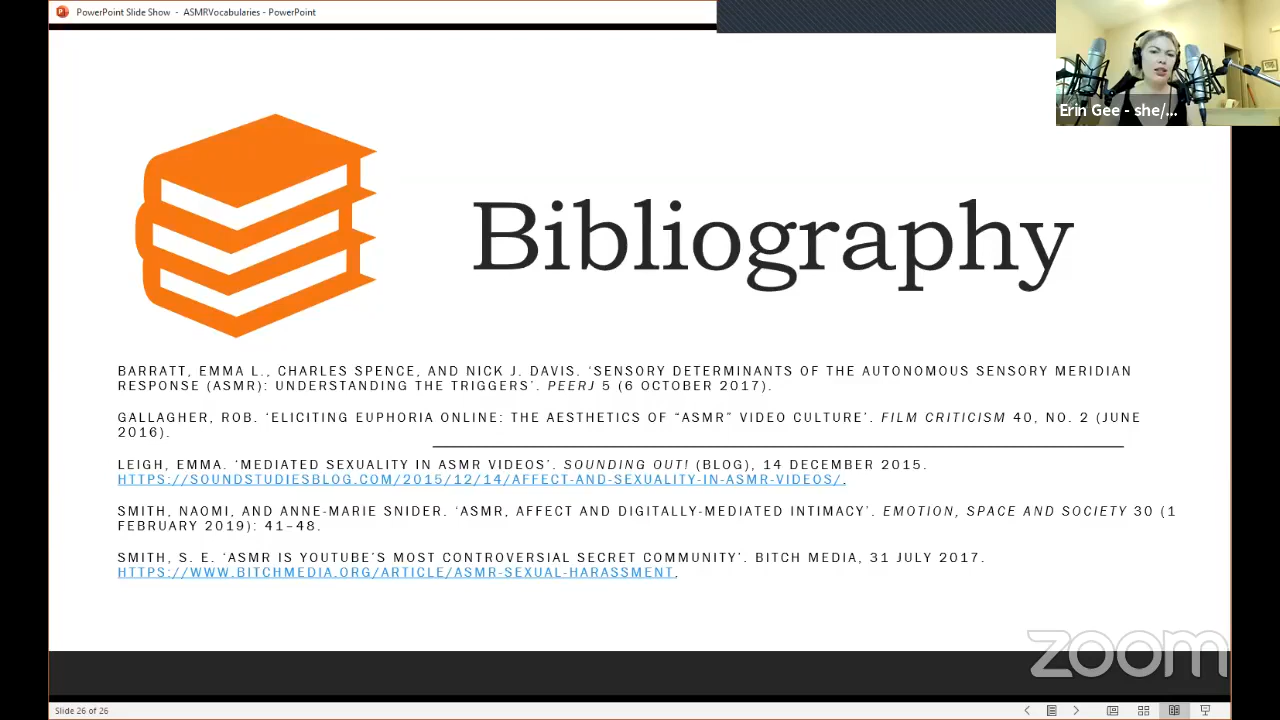 PowerPoint Slide Show - ASMRVocabularies - PowerPoint
Erin Gee - she/...
Bibliography
BARRATT, EMMA L., CHARLES SPENCE, AND NICK J. DAVIS. ‘SENSORY DETERMINANTS OF THE AUTONOMOUS SENSORY MERIDIAN
RESPONSE (ASMR): UNDERSTANDING THE TRIGGERS’. PEERJ 5 (6 OCTOBER 2017).
GALLAGHER, ROB. ‘ELICITING EUPHORIA ONLINE: THE AESTHETICS OF “ASMR” VIDEO CULTURE’. FILM CRITICISM 40, NO. 2 (JUNE
2016).
LEIGH, EMMA. ‘MEDIATED SEXUALITY IN ASMR VIDEOS’. SOUNDING OUT! (BLOG), 14 DECEMBER 2015.
HTTPS://SOUNDSTUDIESBLOG.COM/2015/12/14/AFFECT-AND-SEXUALITY-IN-ASMR-VIDEOS/.
SMITH, NAOMI, AND ANNE-MARIE SNIDER. ‘ASMR, AFFECT AND DIGITALLY-MEDIATED INTIMACY’. EMOTION, SPACE AND SOCIETY 30 (1
FEBRUARY 2019): 41–48.
SMITH, S. E. ‘ASMR IS YOUTUBE’S MOST CONTROVERSIAL SECRET COMMUNITY’. BITCH MEDIA, 31 JULY 2017.
HTTPS://WWW.BITCHMEDIA.ORG/ARTICLE/ASMR-SEXUAL-HARASSMENT.
zoom
Slide 26 of 26